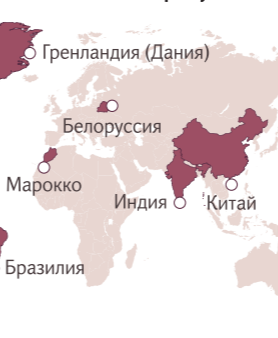 Гренландия (Дания)
Белоруссия
Марокко
Индия
Китай
Бразилия